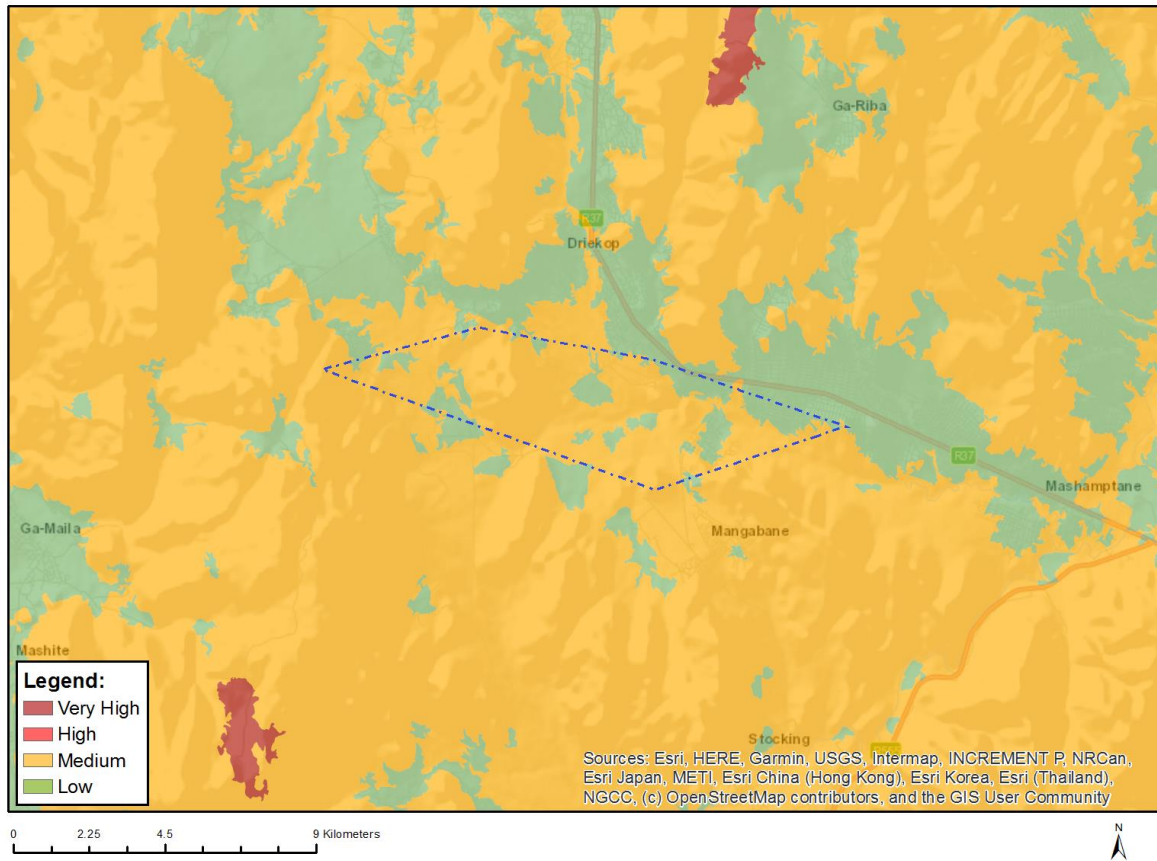 Ga-Riba
R37
Driekop
R37
Mashamptane
Ga-Maila
Mangabane
Mashite
Stocking
Legend:
Very High
High
Medium
Low
Sources: Esri, HERE, Garmin, USGS, Intermap, INCREMENT P, NRCan,
Esri Japan, METI, Esri China (Hong Kong), Esri Korea, Esri (Thailand),
NGCC, (c) OpenStreetMap contributors, and the GIS User Community
0 2.25 4.5 9 Kilometers
N